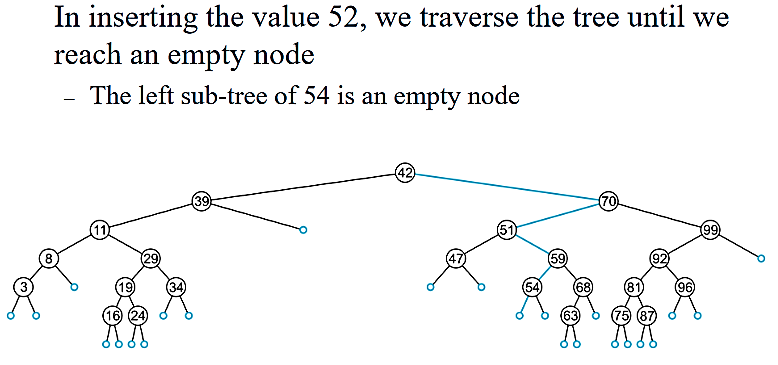 In inserting the value 52, we traverse the tree until we
reach an empty node
– The left sub-tree of 54 is an empty node
42
39 70
11 51 99
8 29 47 59 92
3 19 34 54 68 81 96
16 24 63 75 87